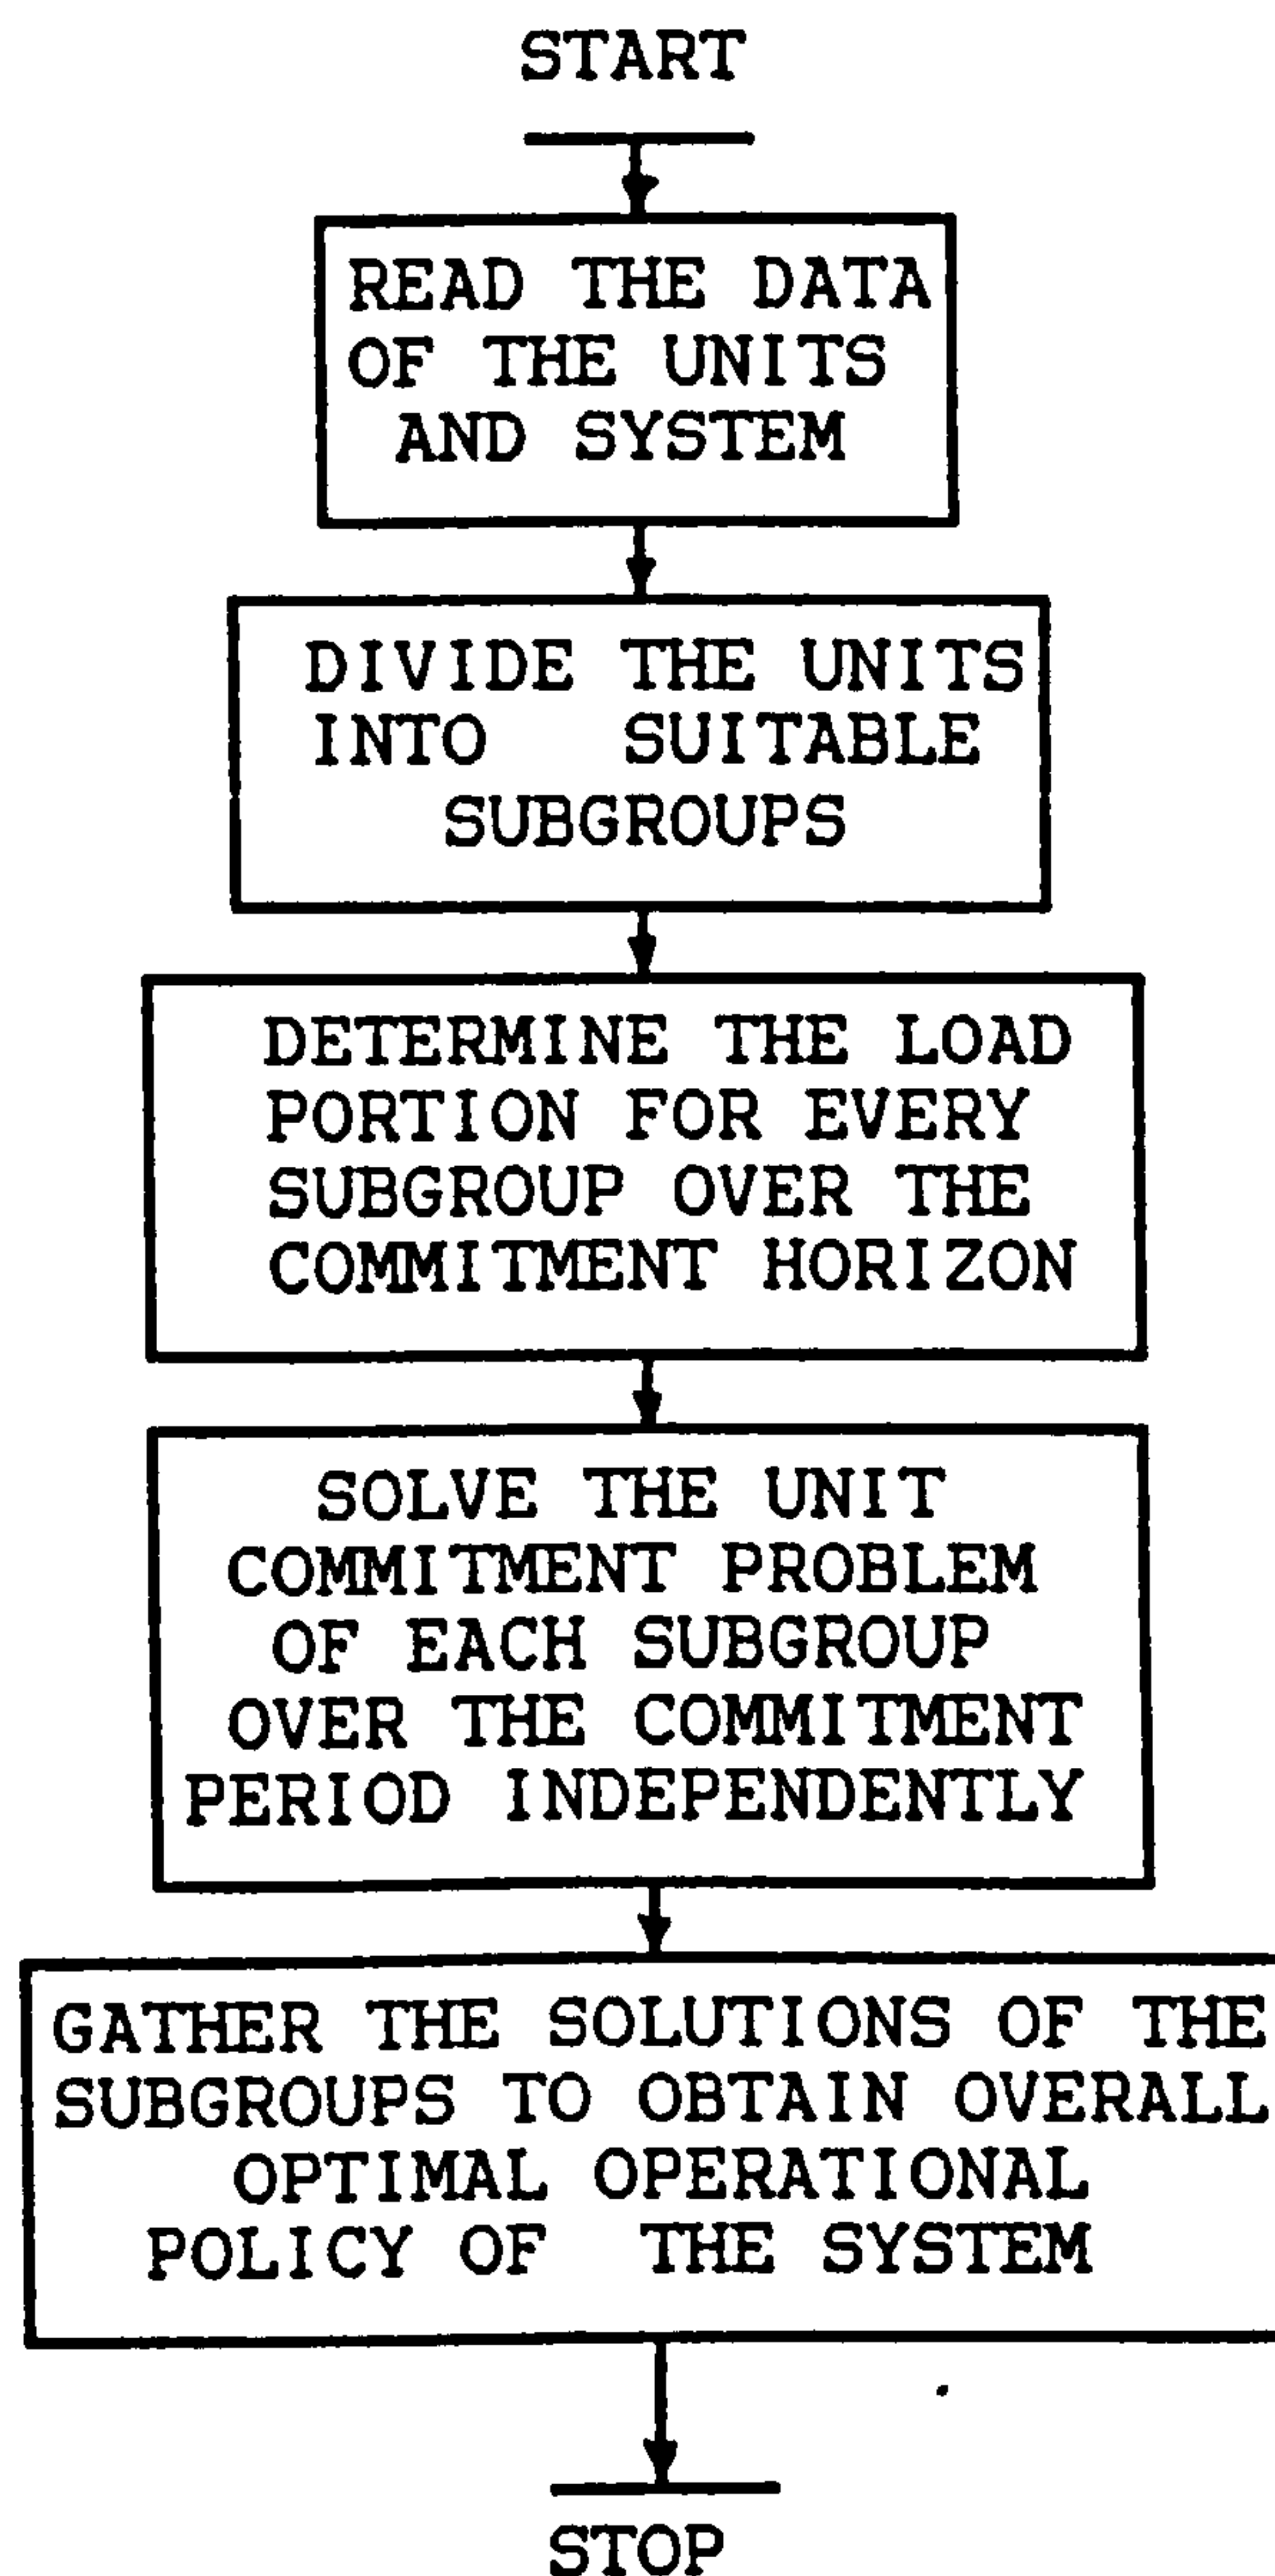 START
READ THE DATA
OF THE UNITS
AND SYSTEM
DIVIDE THE UNITS
INTO SUITABLE
SUBGROUPS
DETERMINE THE LOAD
PORTION FOR EVERY
SUBGROUP OVER THE
COMMITMENT HORIZON
SOLVE THE UNIT
COMMITMENT PROBLEM
OF EACH SUBGROUP
OVER THE COMMITMENT
PERIOD INDEPENDENTLY
GATHER THE SOLUTIONS OF THE
SUBGROUPS TO OBTAIN OVERALL
OPTIMAL OPERATIONAL
POLICY OF THE SYSTEM
STOP